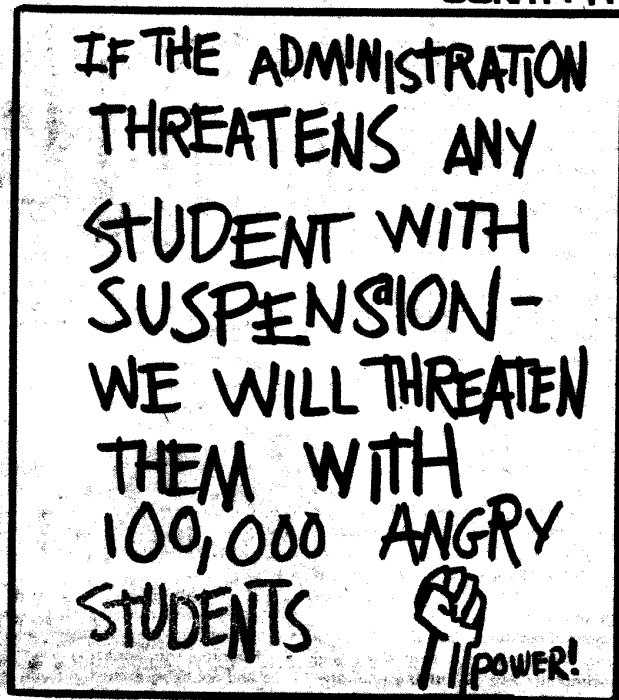 IF THE ADMINISTRATION
THREATENS ANY
STUDENT WITH
SUSPENSION-
WE WILL THREATEN
THEM WITH
100,000 ANGRY
STUDENTS
POWER!